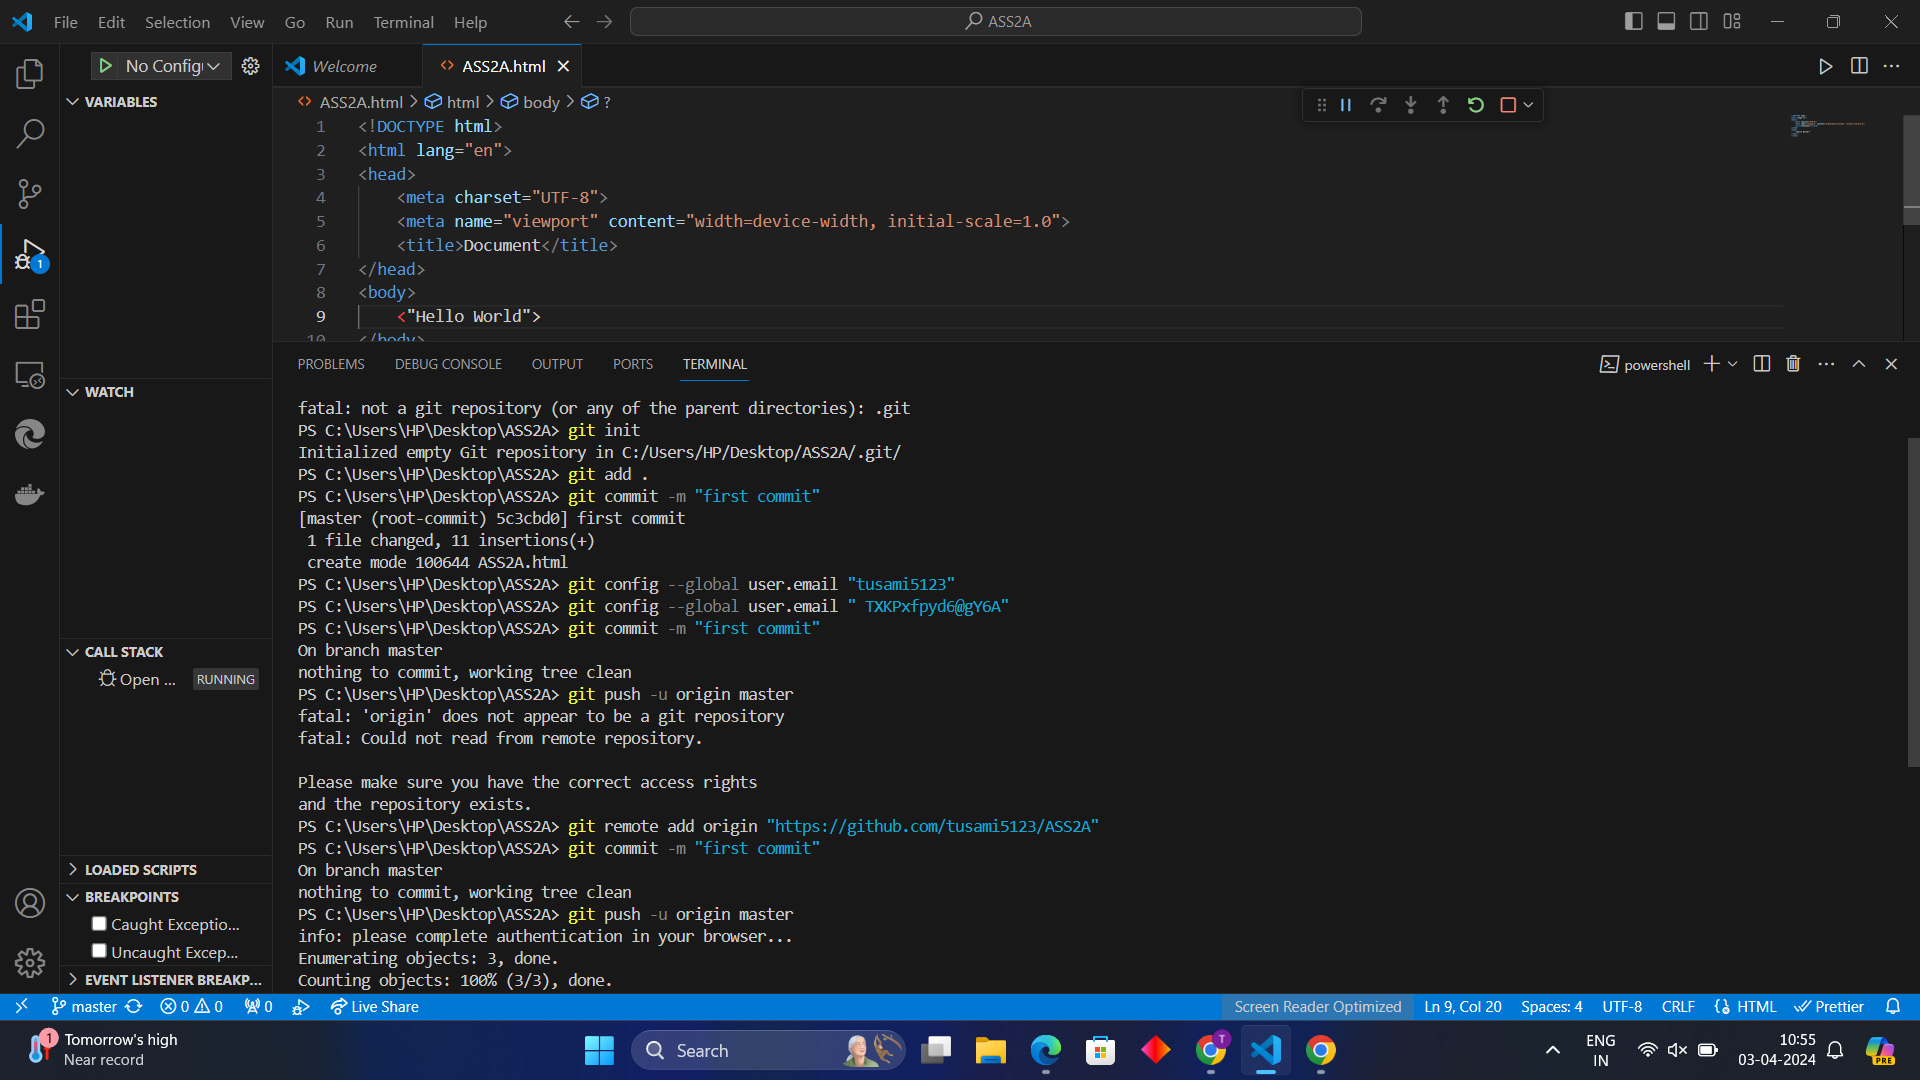 File Edit Selection View Go Run Terminal Help
ASS2A
No Config
Welcome
ASS2A.html
VARIABLES
ASS2A.html > html > body > ?
1 <!DOCTYPE html>
2 <html lang="en">
3 <head>
4 <meta charset="UTF-8">
5 <meta name="viewport" content="width=device-width, initial-scale=1.0">
6 <title>Document</title>
7 </head>
8 <body>
9 <"Hello World">
10 </body>
1
PROBLEMS DEBUG CONSOLE OUTPUT PORTS TERMINAL
powershell
WATCH
fatal: not a git repository (or any of the parent directories): .git
PS C:\Users\HP\Desktop\ASS2A> git init
Initialized empty Git repository in C:/Users/HP/Desktop/ASS2A/.git/
PS C:\Users\HP\Desktop\ASS2A> git add .
PS C:\Users\HP\Desktop\ASS2A> git commit -m "first commit"
[master (root-commit) 5c3cbd0] first commit
1 file changed, 11 insertions(+)
create mode 100644 ASS2A.html
PS C:\Users\HP\Desktop\ASS2A> git config --global user.email "tusami5123"
PS C:\Users\HP\Desktop\ASS2A> git config --global user.email " TXKPxfpyd6@gY6A"
PS C:\Users\HP\Desktop\ASS2A> git commit -m "first commit"
On branch master
nothing to commit, working tree clean
PS C:\Users\HP\Desktop\ASS2A> git push -u origin master
fatal: 'origin' does not appear to be a git repository
fatal: Could not read from remote repository.
Please make sure you have the correct access rights
and the repository exists.
PS C:\Users\HP\Desktop\ASS2A> git remote add origin "https://github.com/tusami5123/ASS2A"
PS C:\Users\HP\Desktop\ASS2A> git commit -m "first commit"
On branch master
nothing to commit, working tree clean
PS C:\Users\HP\Desktop\ASS2A> git push -u origin master
info: please complete authentication in your browser...
Enumerating objects: 3, done.
Counting objects: 100% (3/3), done.
CALL STACK
Open ... RUNNING
LOADED SCRIPTS
BREAKPOINTS
Caught Exceptio...
Uncaught Excep...
EVENT LISTENER BREAKP...
master 0 0 0 Live Share
Screen Reader Optimized Ln 9, Col 20 Spaces: 4 UTF-8 CRLF HTML Prettier
1 Tomorrow's high
Near record
Search
T
ENG
IN
10:55
03-04-2024
PRE